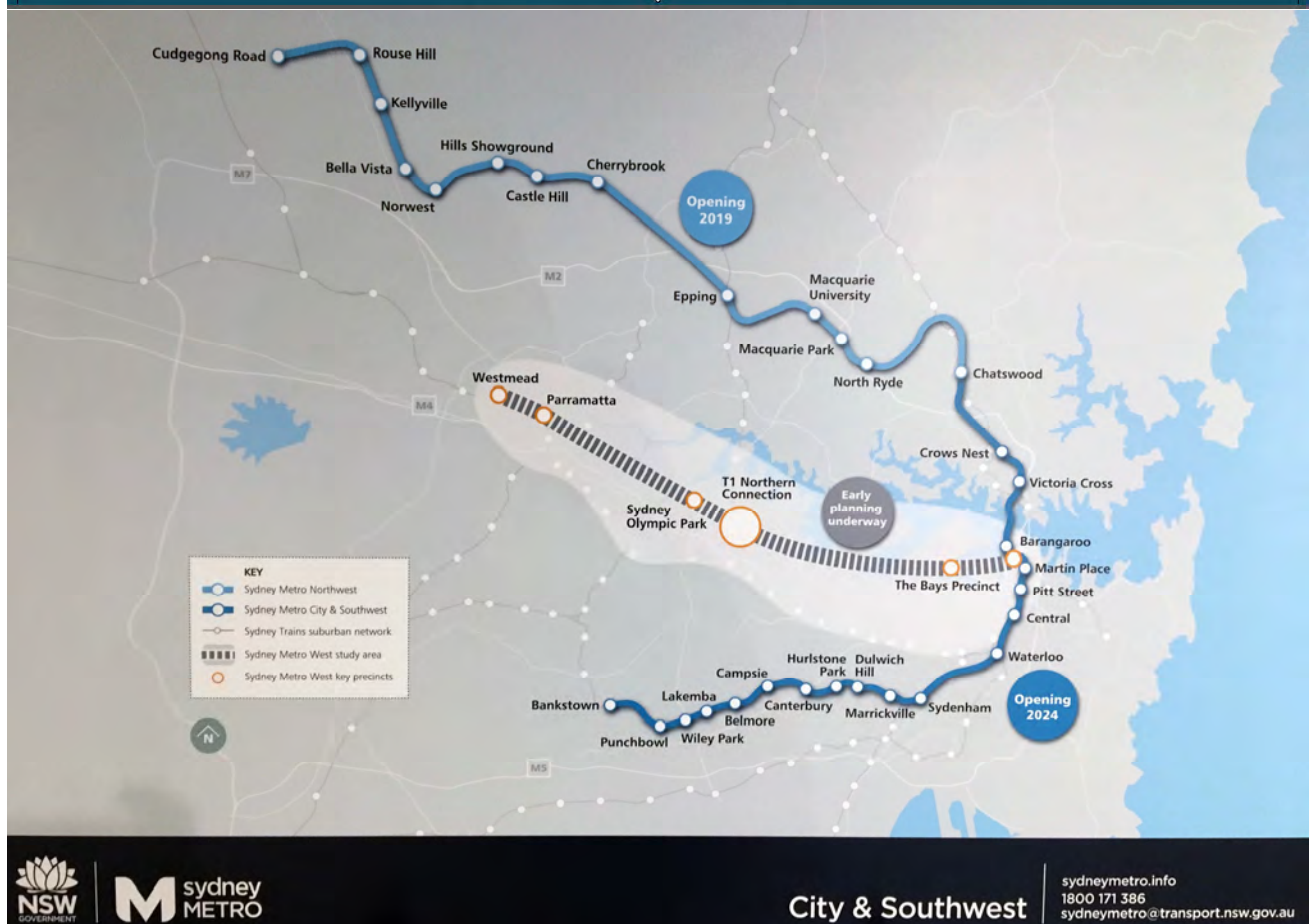 Cudgegong Road
Rouse Hill
Kellyville
Bella Vista
Norwest
Hills Showground
Castle Hill
Cherrybrook
Opening
2019
M7
M2
Epping
Macquarie
University
Macquarie Park
North Ryde
Chatswood
Westmead
Parramatta
M4
Crows Nest
Victoria Cross
T1 Northern
Connection
Early
planning
underway
Sydney
Olympic Park
Barangaroo
Martin Place
The Bays Precinct
Pitt Street
Central
Waterloo
KEY
Sydney Metro Northwest
Sydney Metro City & Southwest
Sydney Trains suburban network
Sydney Metro West study area
Sydney Metro West key precincts
N
Bankstown
Punchbowl
Wiley Park
Lakemba
Belmore
Campsie
Canterbury
Hurlstone
Park
Dulwich
Hill
Marrickville
Sydenham
Opening
2024
M5
NSW
GOVERNMENT
M
sydney
METRO
City & Southwest
sydneymetro.info
1800 171 386
sydneymetro@transport.nsw.gov.au